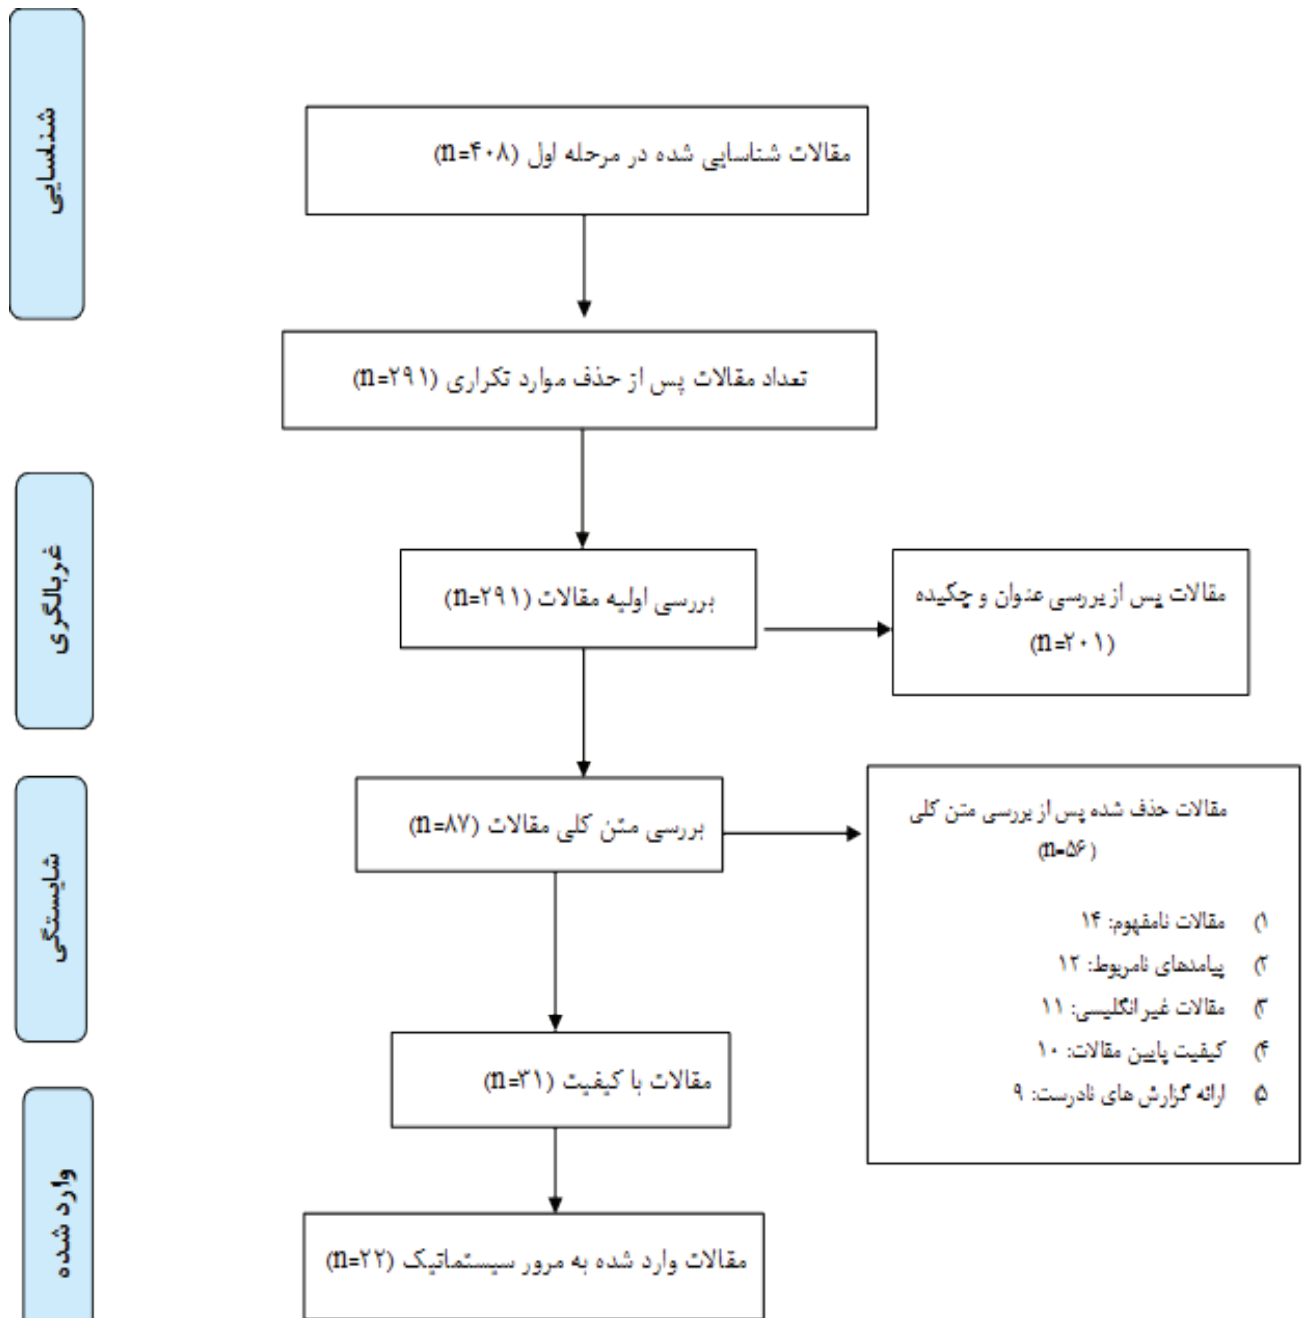 شناسایی
مقالات شناسایی شده در مرحله اول (n=۴۰۸)
تعداد مقالات پس از حذف موارد تکراری (n=۲۹۱)
غربالگری
بررسی اولیه مقالات (n=۲۹۱)
مقالات پس از بررسی عنوان و چکیده
(n=۲۰۱)
شایستگی
بررسی متن کلی مقالات (n=۸۷)
مقالات حذف شده پس از بررسی متن کلی
(n=۵۶)
۱) مقالات نامفهوم: ۱۴
۲) پیامدهای نامربوط: ۱۲
۳) مقالات غیر انگلیسی: ۱۱
۴) کیفیت پایین مقالات: ۱۰
۵) ارائه گزارش های نادرست: ۹
مقالات با کیفیت (n=۳۱)
وارد شده
مقالات وارد شده به مرور سیستماتیک (n=۲۲)